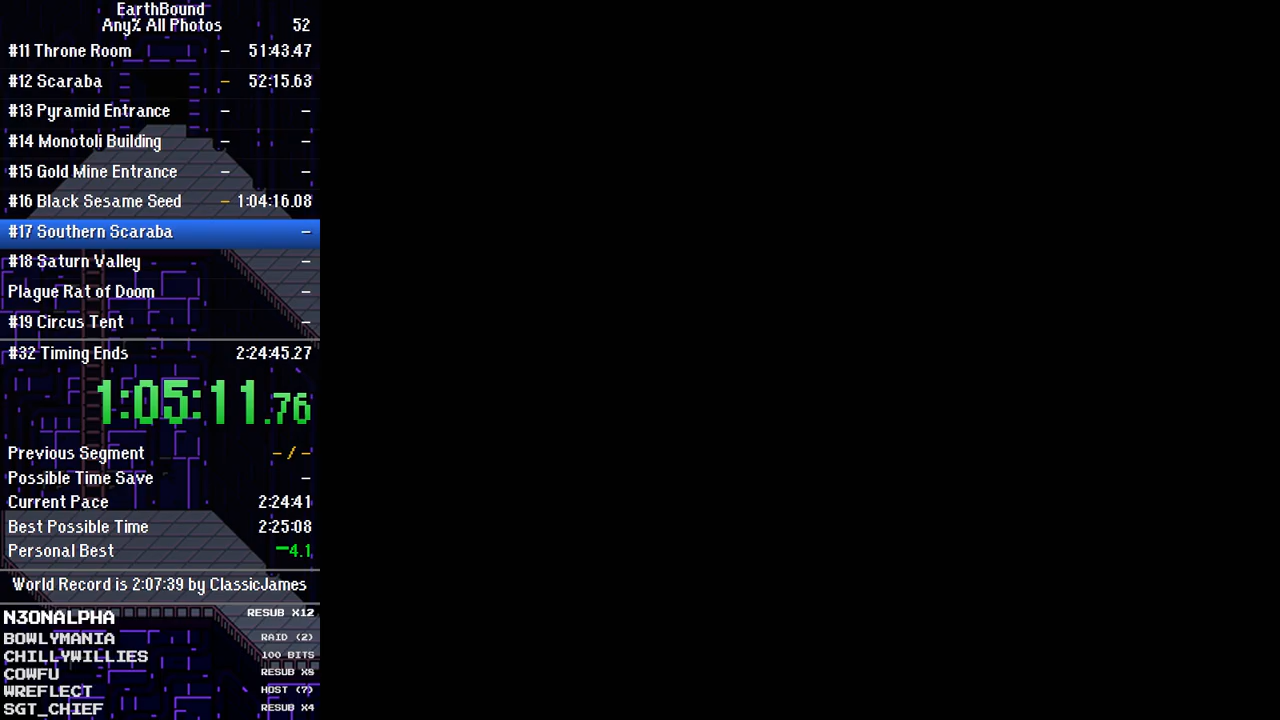 EarthBound
Any% All Photos 52
#11 Throne Room – 51:43.47
#12 Scaraba – 52:15.63
#13 Pyramid Entrance – –
#14 Monotoli Building – –
#15 Gold Mine Entrance – –
#16 Black Sesame Seed – 1:04:16.08
#17 Southern Scaraba –
#18 Saturn Valley –
Plague Rat of Doom –
#19 Circus Tent –
#32 Timing Ends 2:24:45.27
1:05:11.76
Previous Segment – / –
Possible Time Save –
Current Pace 2:24:41
Best Possible Time 2:25:08
Personal Best −4.1
World Record is 2:07:39 by ClassicJames
N3ONALPHA RESUB X12
BOWLYMANIA RAID (2)
CHILLYWILLIES 100 BITS
COWFU RESUB X8
WREFLECT HOST (?)
SGT_CHIEF RESUB X4